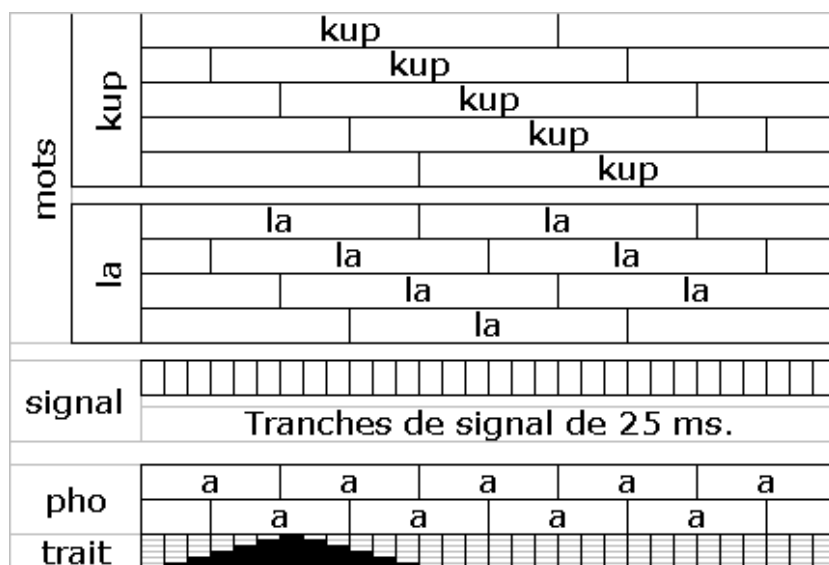 mots
kup
kup
kup
kup
kup
kup
la
la la
la la
la la
la
signal
Tranches de signal de 25 ms.
pho
a a a a a
a a a a
trait